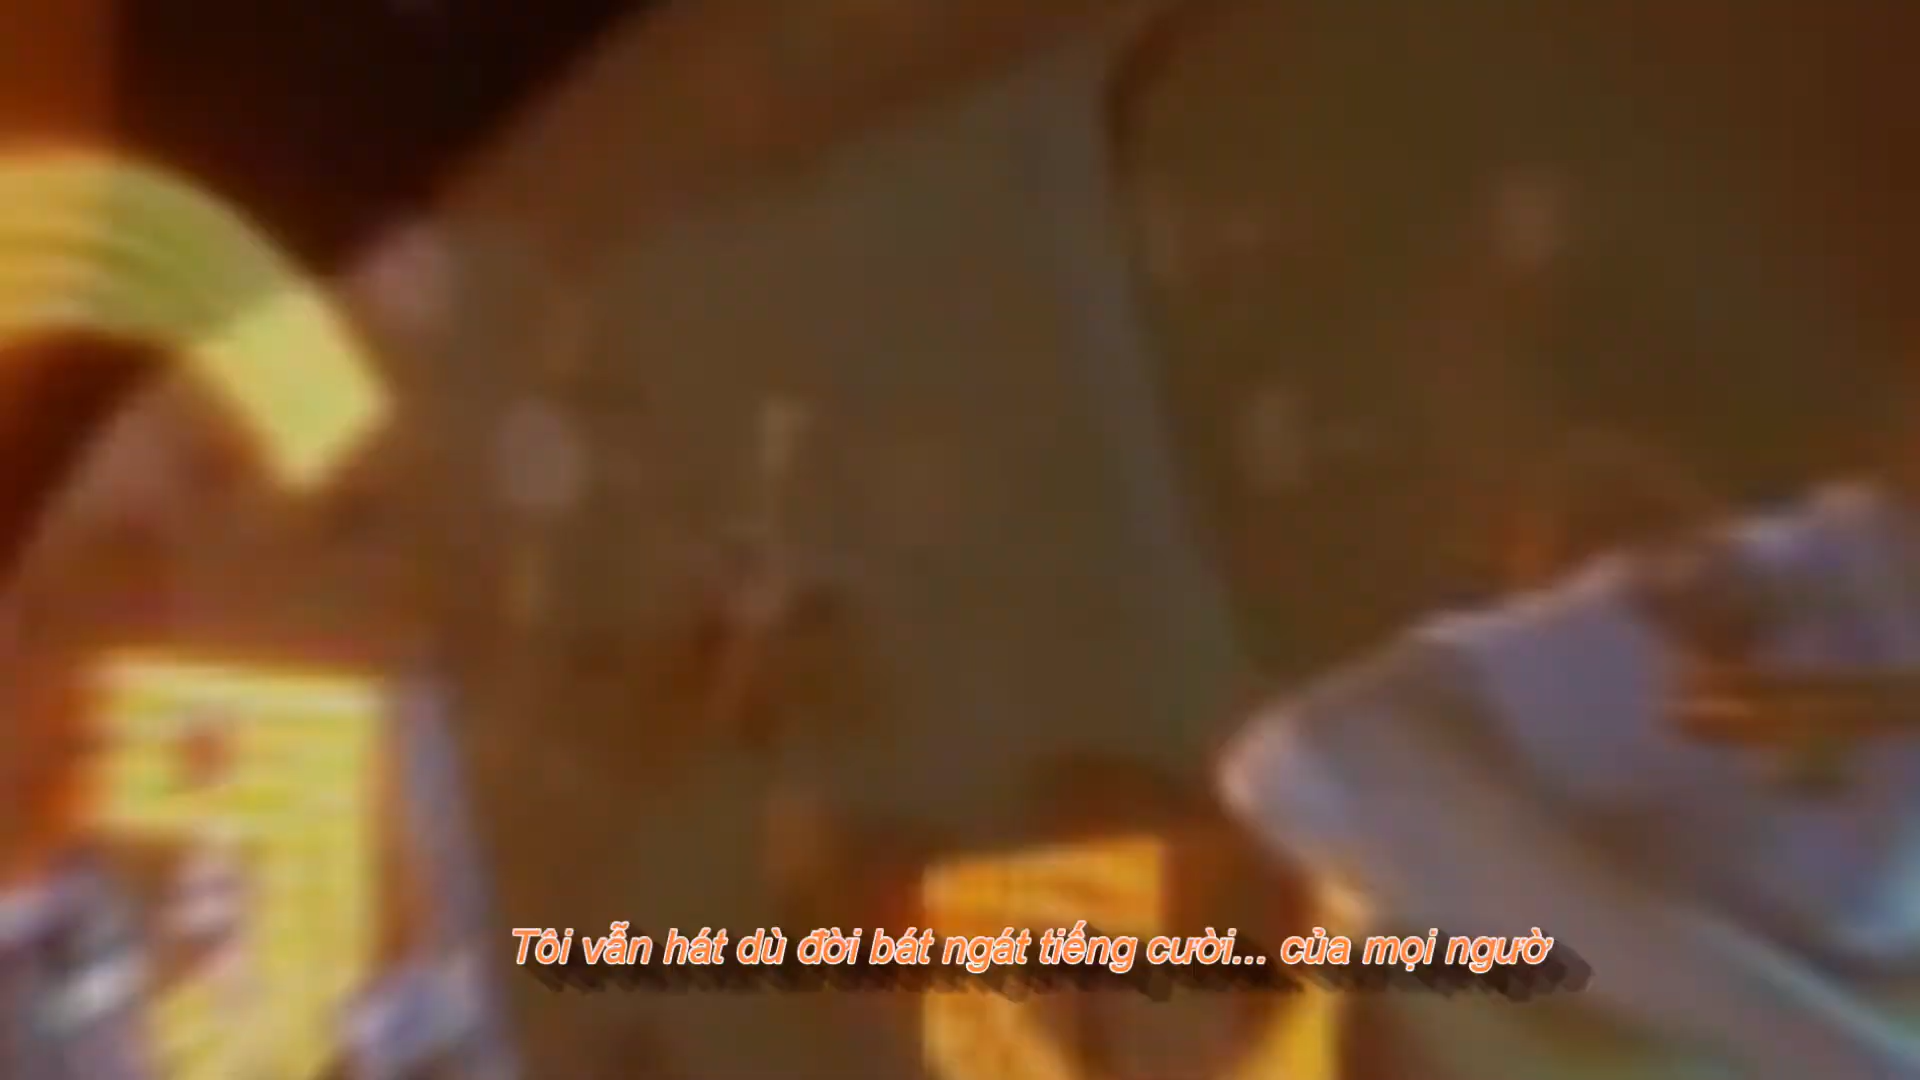 Tôi vẫn hát dù đời bát ngát tiếng cười... của mọi ngườ